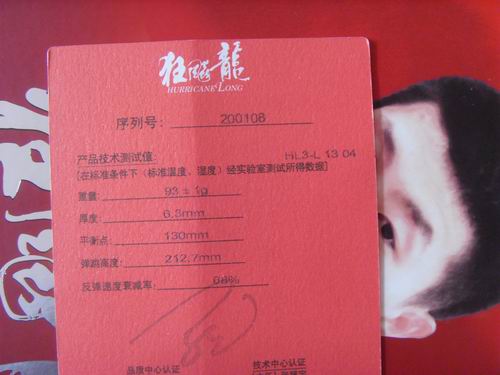 狂飚龍
HURRICANE LONG
序列号: 200108
产品技术测试值: HL3-L 13 04
[在标准条件下(标准温度、湿度)经实验室测试所得数据]
重量: 93 ± 1g
厚度: 6.3mm
平衡点: 130mm
弹跳高度: 212.7mm
反弹速度衰减率: 68%
品质中心认证 技术中心认证